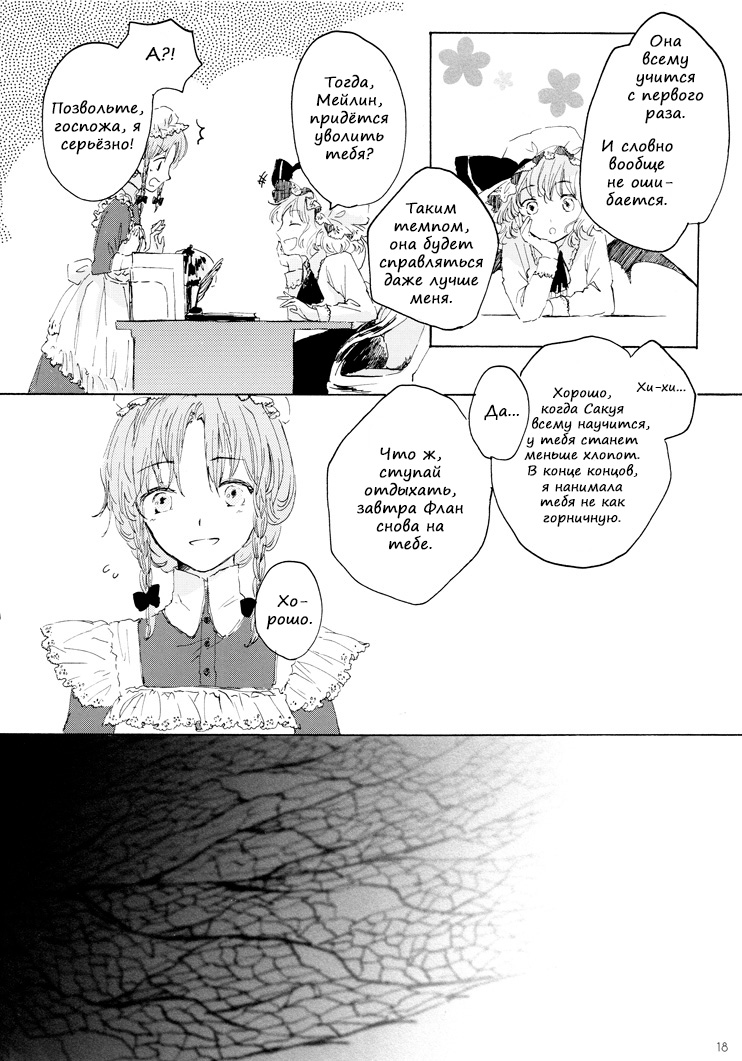 Она
всему
учится
с первого
раза.
И словно
вообще
не оши-
бается.
Таким
темпом,
она будет
справляться
даже лучше
меня.
Тогда,
Мейлин,
придётся
уволить
тебя?
А?!
Позвольте,
госпожа, я
серьёзно!
Хи-хи...
Хорошо,
когда Сакуя
всему научится,
у тебя станет
меньше хлопот.
В конце концов,
я нанимала
тебя не как
горничную.
Да...
Что ж,
ступай
отдыхать,
завтра Флан
снова на
тебе.
Хо-
рошо.
18